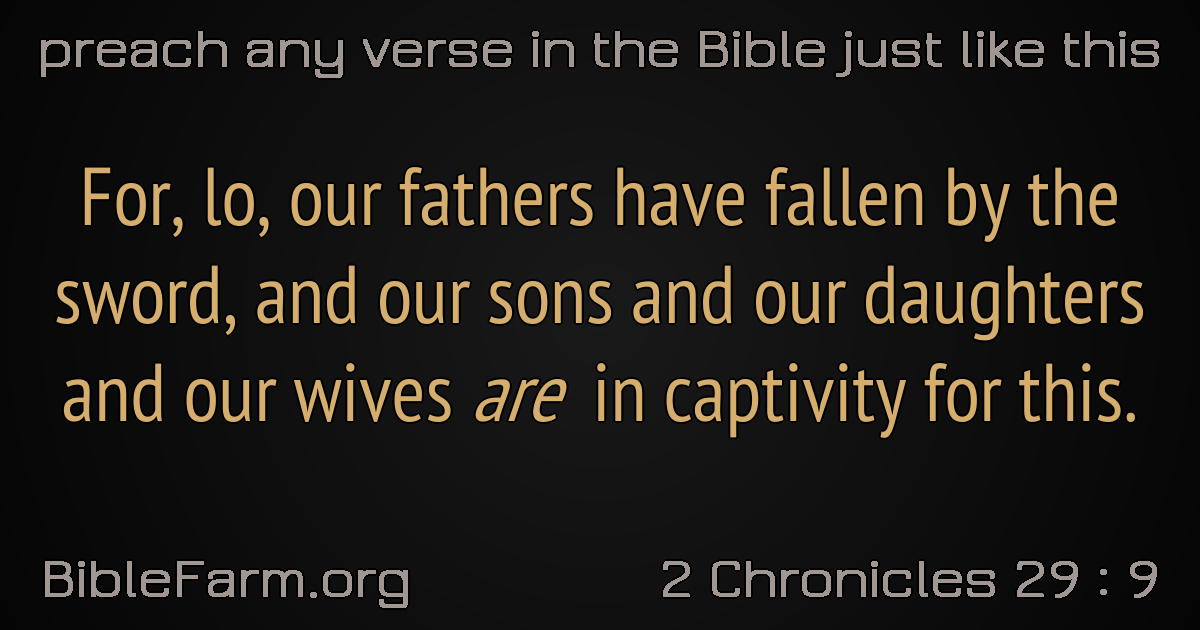 preach any verse in the Bible just like this
For, lo, our fathers have fallen by the
sword, and our sons and our daughters
and our wives are in captivity for this.
BibleFarm.org
2 Chronicles 29 : 9